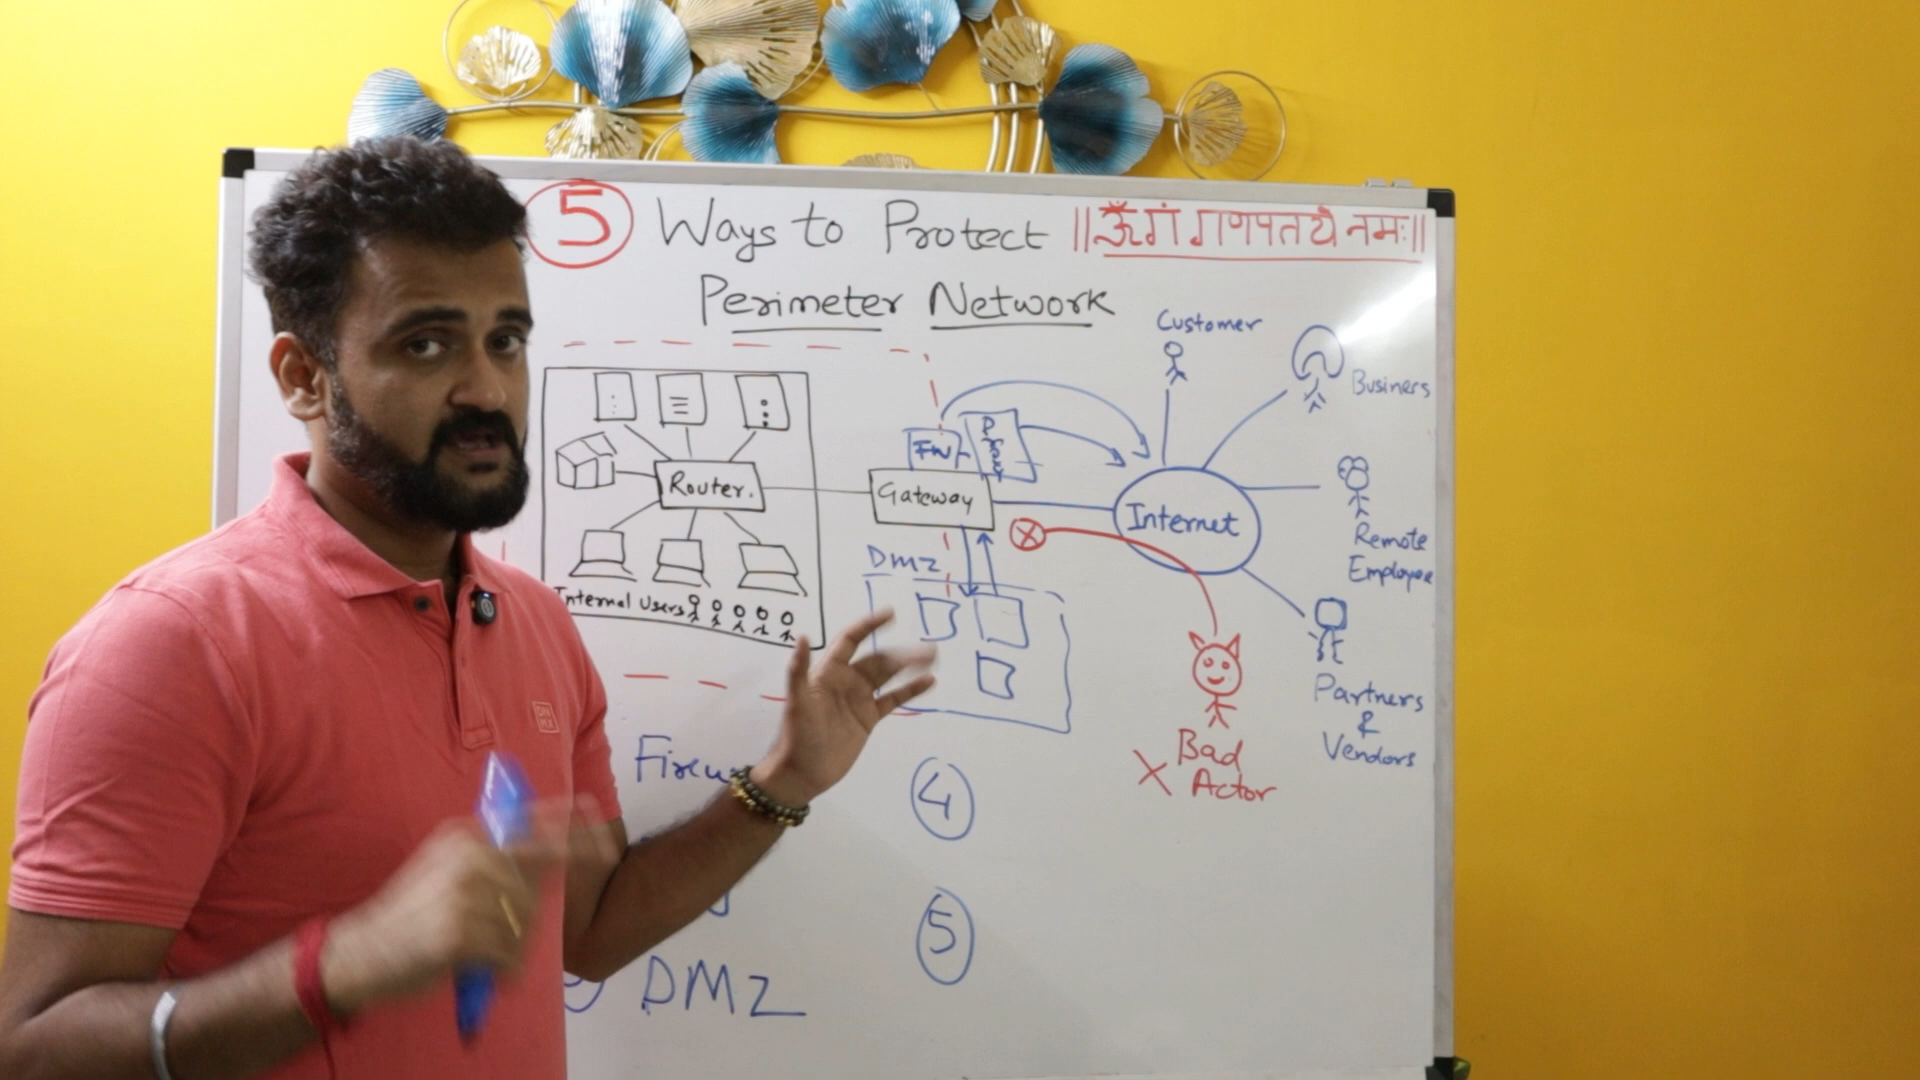 5 Ways to Protect ||ॐ गं गणपतये नमः||
Perimeter Network
Customer
Business
FW
Proxy
Router.
Gateway
Internet
Remote
Employee
DMZ
Internal Users
Partners
&
Vendors
Bad
X Actor
4
5
DMZ